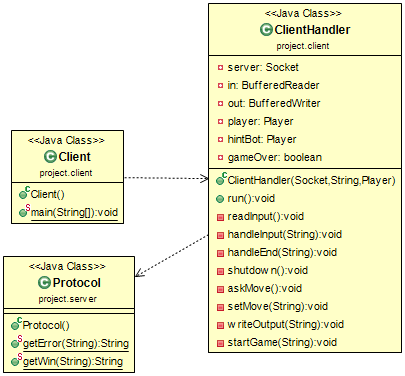 <<Java Class>>
ClientHandler
project.client
server: Socket
in: BufferedReader
out: BufferedWriter
player: Player
hintBot: Player
gameOver: boolean
ClientHandler(Socket,String,Player)
run():void
readInput():void
handleInput(String):void
handleEnd(String):void
shutdown():void
askMove():void
setMove(String):void
writeOutput(String):void
startGame(String):void
<<Java Class>>
Client
project.client
Client()
main(String[]):void
<<Java Class>>
Protocol
project.server
Protocol()
getError(String):String
getWin(String):String